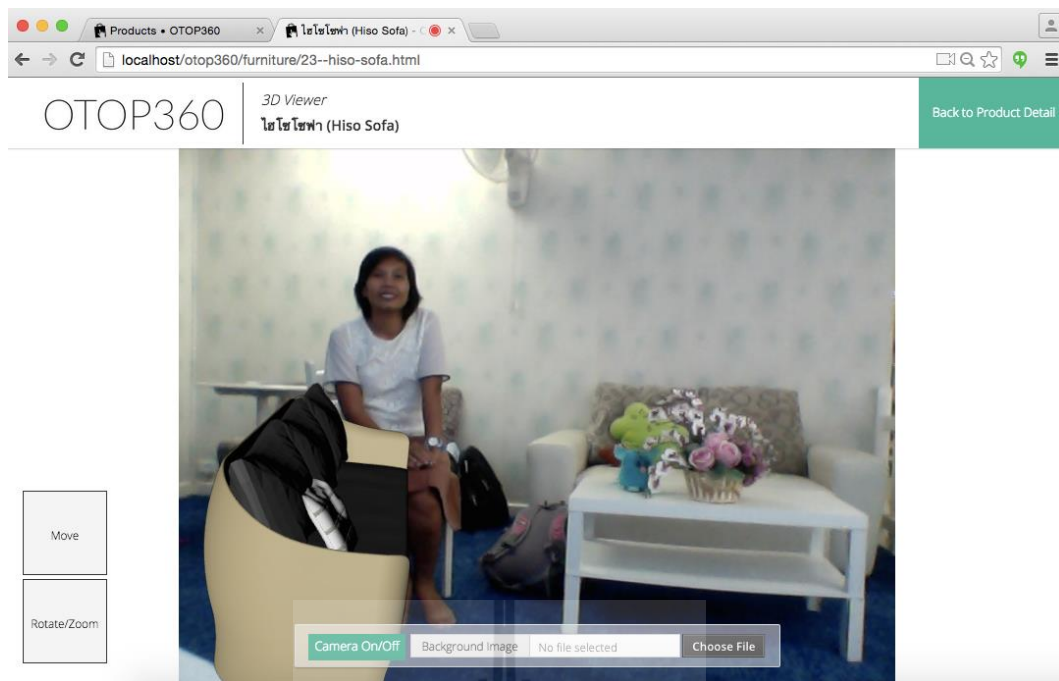 Products • OTOP360
ไฮโซโซฟา (Hiso Sofa) - C
localhost/otop360/furniture/23--hiso-sofa.html
OTOP360
3D Viewer
ไฮโซโซฟา (Hiso Sofa)
Back to Product Detail
Move
Rotate/Zoom
Camera On/Off
Background Image
No file selected
Choose File